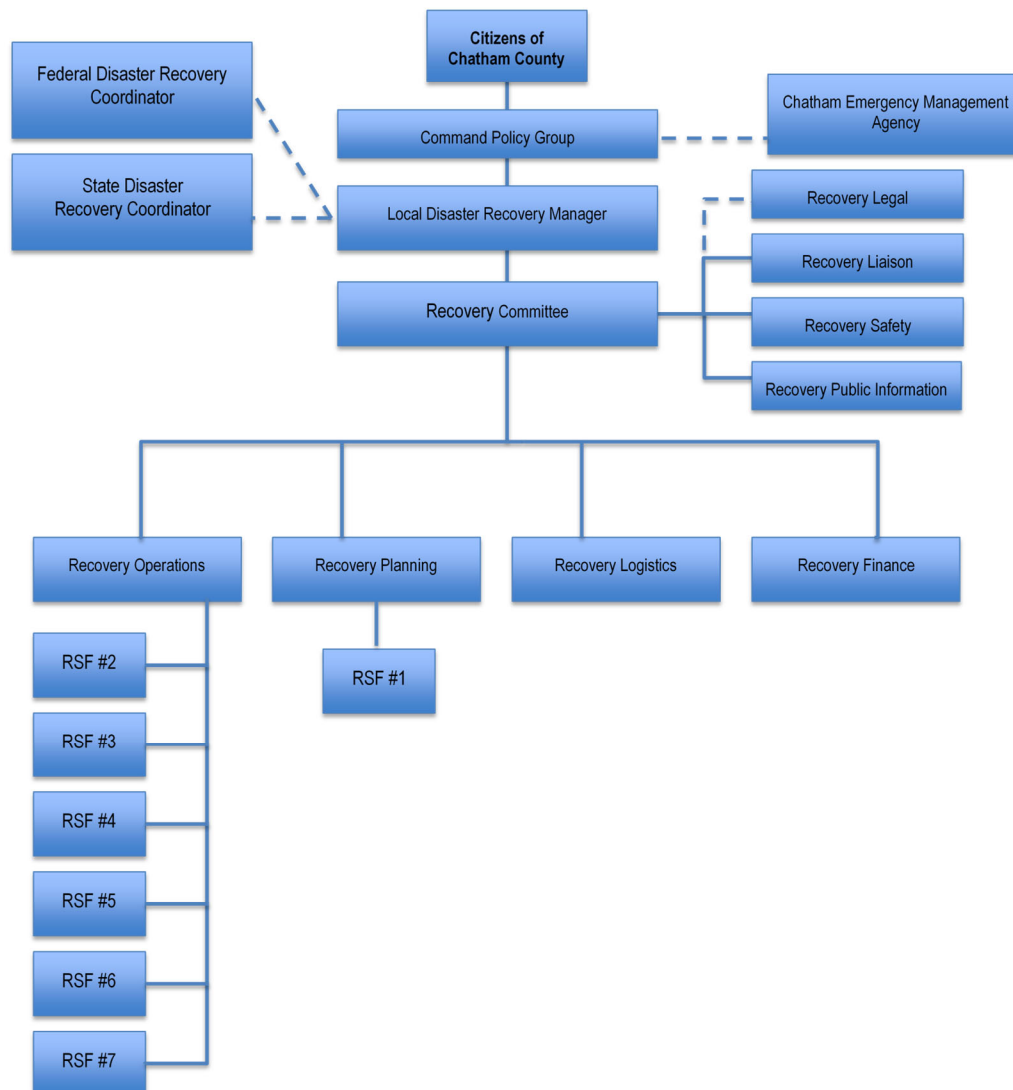 Citizens of
Chatham County
Federal Disaster Recovery
Coordinator
Chatham Emergency Management
Agency
Command Policy Group
State Disaster
Recovery Coordinator
Recovery Legal
Local Disaster Recovery Manager
Recovery Liaison
Recovery Committee
Recovery Safety
Recovery Public Information
Recovery Operations
Recovery Planning
Recovery Logistics
Recovery Finance
RSF #2
RSF #1
RSF #3
RSF #4
RSF #5
RSF #6
RSF #7